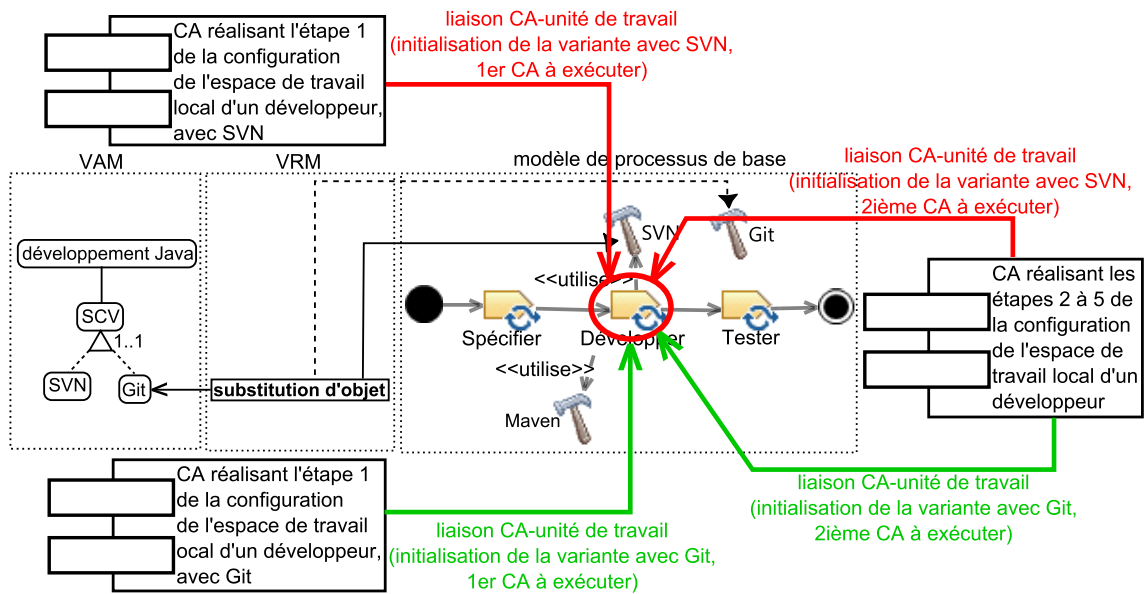 CA réalisant l'étape 1
de la configuration
de l'espace de travail
local d'un développeur,
avec SVN
liaison CA-unité de travail
(initialisation de la variante avec SVN,
1er CA à exécuter)
VAM
VRM
modèle de processus de base
liaison CA-unité de travail
(initialisation de la variante avec SVN,
2ième CA à exécuter)
développement Java
SCV
1..1
SVN
Git
substitution d'objet
SVN
Git
<<utilise>>
Spécifier
Développer
Tester
<<utilise>>
Maven
CA réalisant les
étapes 2 à 5 de
la configuration
de l'espace de
travail local d'un
développeur
CA réalisant l'étape 1
de la configuration
de l'espace de travail
ocal d'un développeur,
avec Git
liaison CA-unité de travail
(initialisation de la variante avec Git,
1er CA à exécuter)
liaison CA-unité de travail
(initialisation de la variante avec Git,
2ième CA à exécuter)